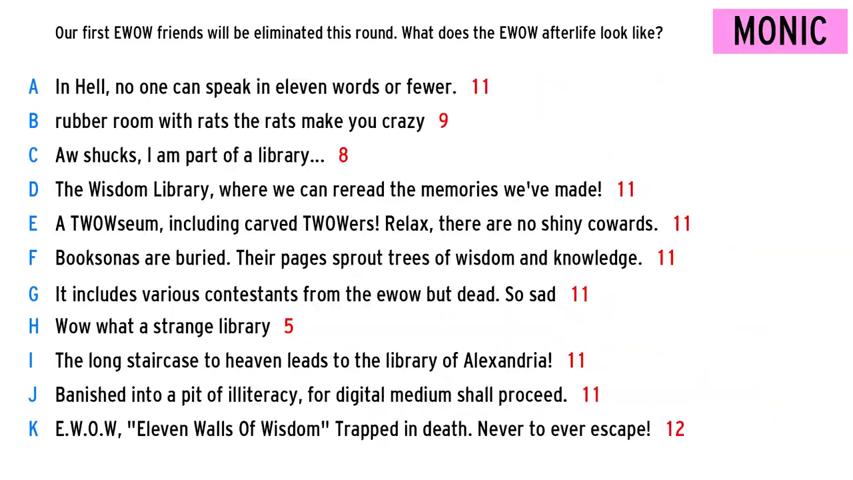 Our first EWOW friends will be eliminated this round. What does the EWOW afterlife look like? MONIC
A In Hell, no one can speak in eleven words or fewer. 11
B rubber room with rats the rats make you crazy 9
C Aw shucks, I am part of a library... 8
D The Wisdom Library, where we can reread the memories we've made! 11
E A TWOWseum, including carved TWOWers! Relax, there are no shiny cowards. 11
F Booksonas are buried. Their pages sprout trees of wisdom and knowledge. 11
G It includes various contestants from the ewow but dead. So sad 11
H Wow what a strange library 5
I The long staircase to heaven leads to the library of Alexandria! 11
J Banished into a pit of illiteracy, for digital medium shall proceed. 11
K E.W.O.W, "Eleven Walls Of Wisdom" Trapped in death. Never to ever escape! 12